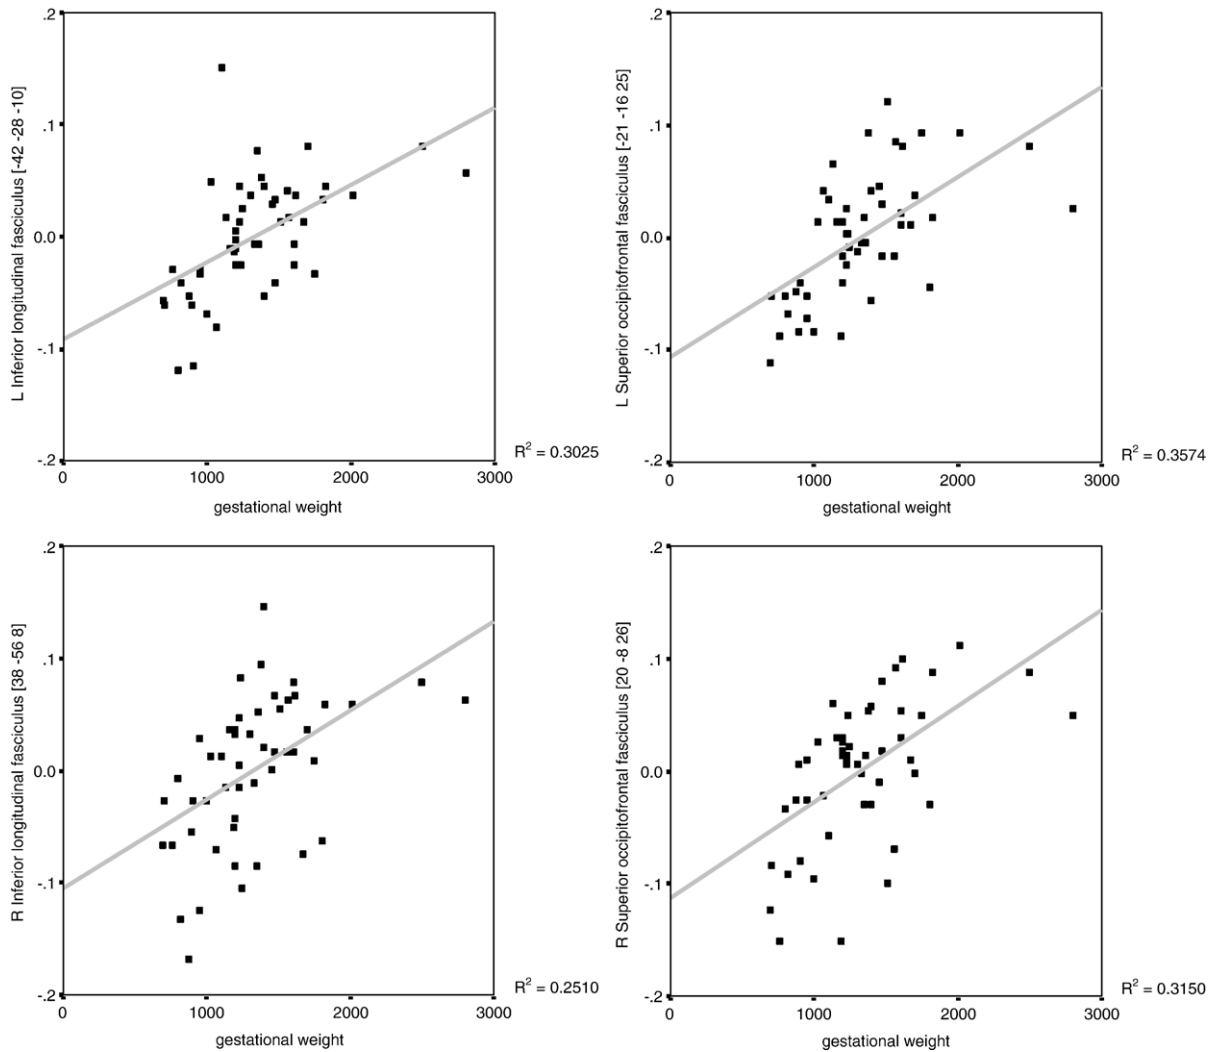 .2
.1
0.0
-.1
-.2
L Inferior longitudinal fasciculus [-42 -28 -10]
0 1000 2000 3000
gestational weight
R² = 0.3025
.2
.1
0.0
-.1
-.2
L Superior occipitofrontal fasciculus [-21 -16 25]
0 1000 2000 3000
gestational weight
R² = 0.3574
.2
.1
0.0
-.1
-.2
R Inferior longitudinal fasciculus [38 -56 8]
0 1000 2000 3000
gestational weight
R² = 0.2510
.2
.1
0.0
-.1
-.2
R Superior occipitofrontal fasciculus [20 -8 26]
0 1000 2000 3000
gestational weight
R² = 0.3150